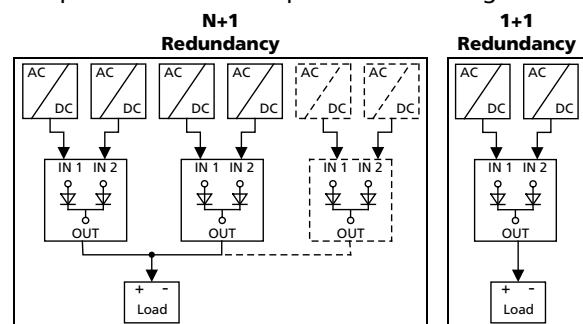 N+1
Redundancy
1+1
Redundancy
AC DC AC DC AC DC AC DC AC DC AC DC AC DC AC DC
IN 1 IN 2 IN 1 IN 2 IN 1 IN 2 IN 1 IN 2
OUT OUT OUT OUT
+ - + -
Load Load